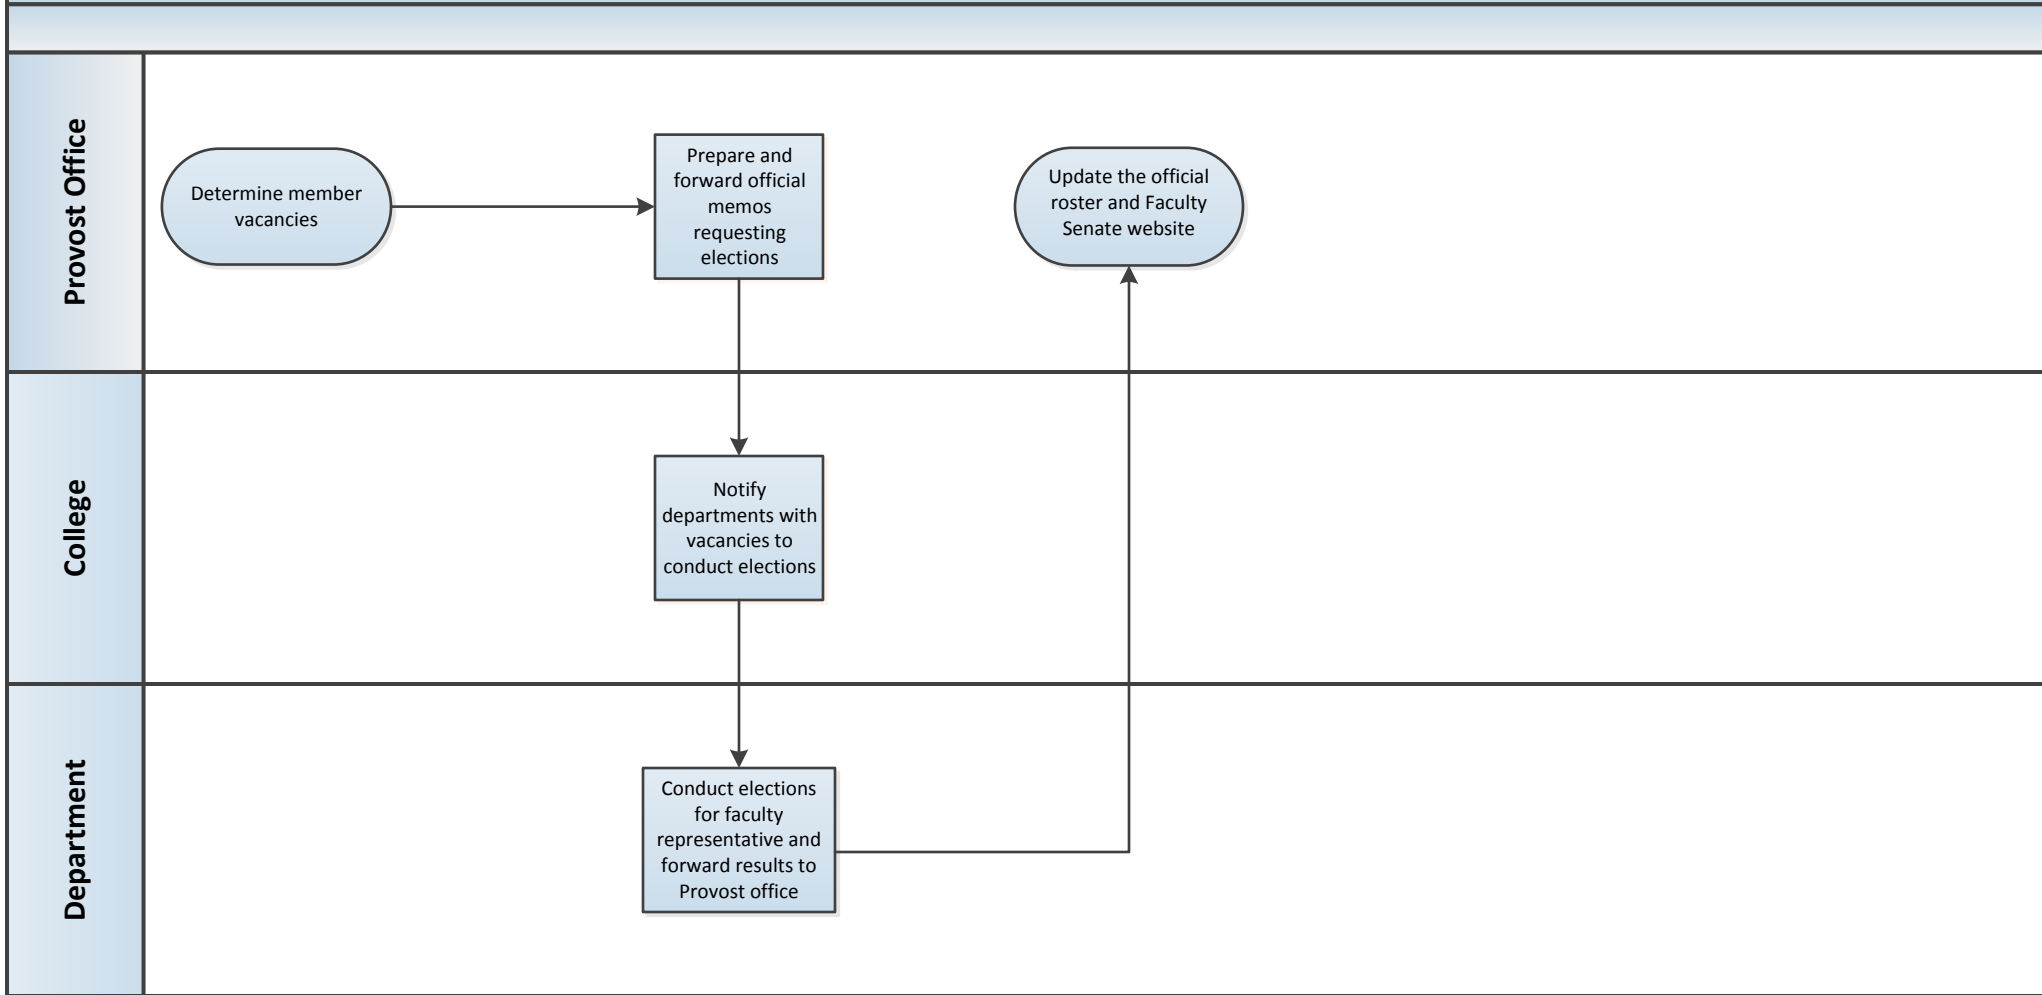 Provost Office
Determine member
vacancies
Prepare and
forward official
memos
requesting
elections
Update the official
roster and Faculty
Senate website
College
Notify
departments with
vacancies to
conduct elections
Department
Conduct elections
for faculty
representative and
forward results to
Provost office